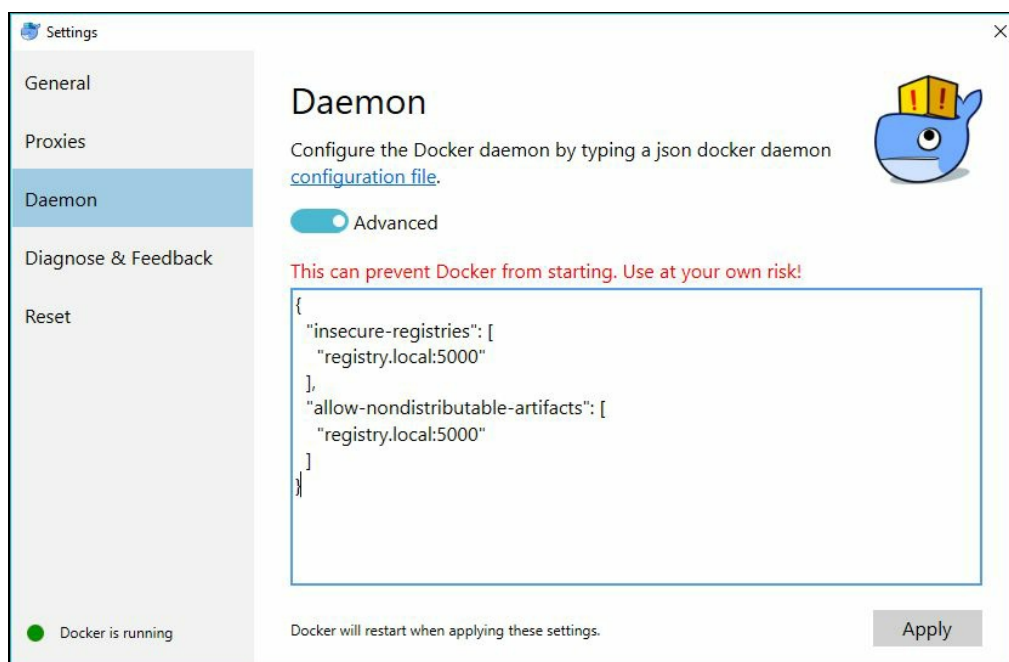 Settings
General
Proxies
Daemon
Diagnose & Feedback
Reset
Docker is running
Daemon
Configure the Docker daemon by typing a json docker daemon
configuration file.
Advanced
This can prevent Docker from starting. Use at your own risk!
{
  "insecure-registries": [
    "registry.local:5000"
  ],
  "allow-nondistributable-artifacts": [
    "registry.local:5000"
  ]
}
Docker will restart when applying these settings.
Apply
! !